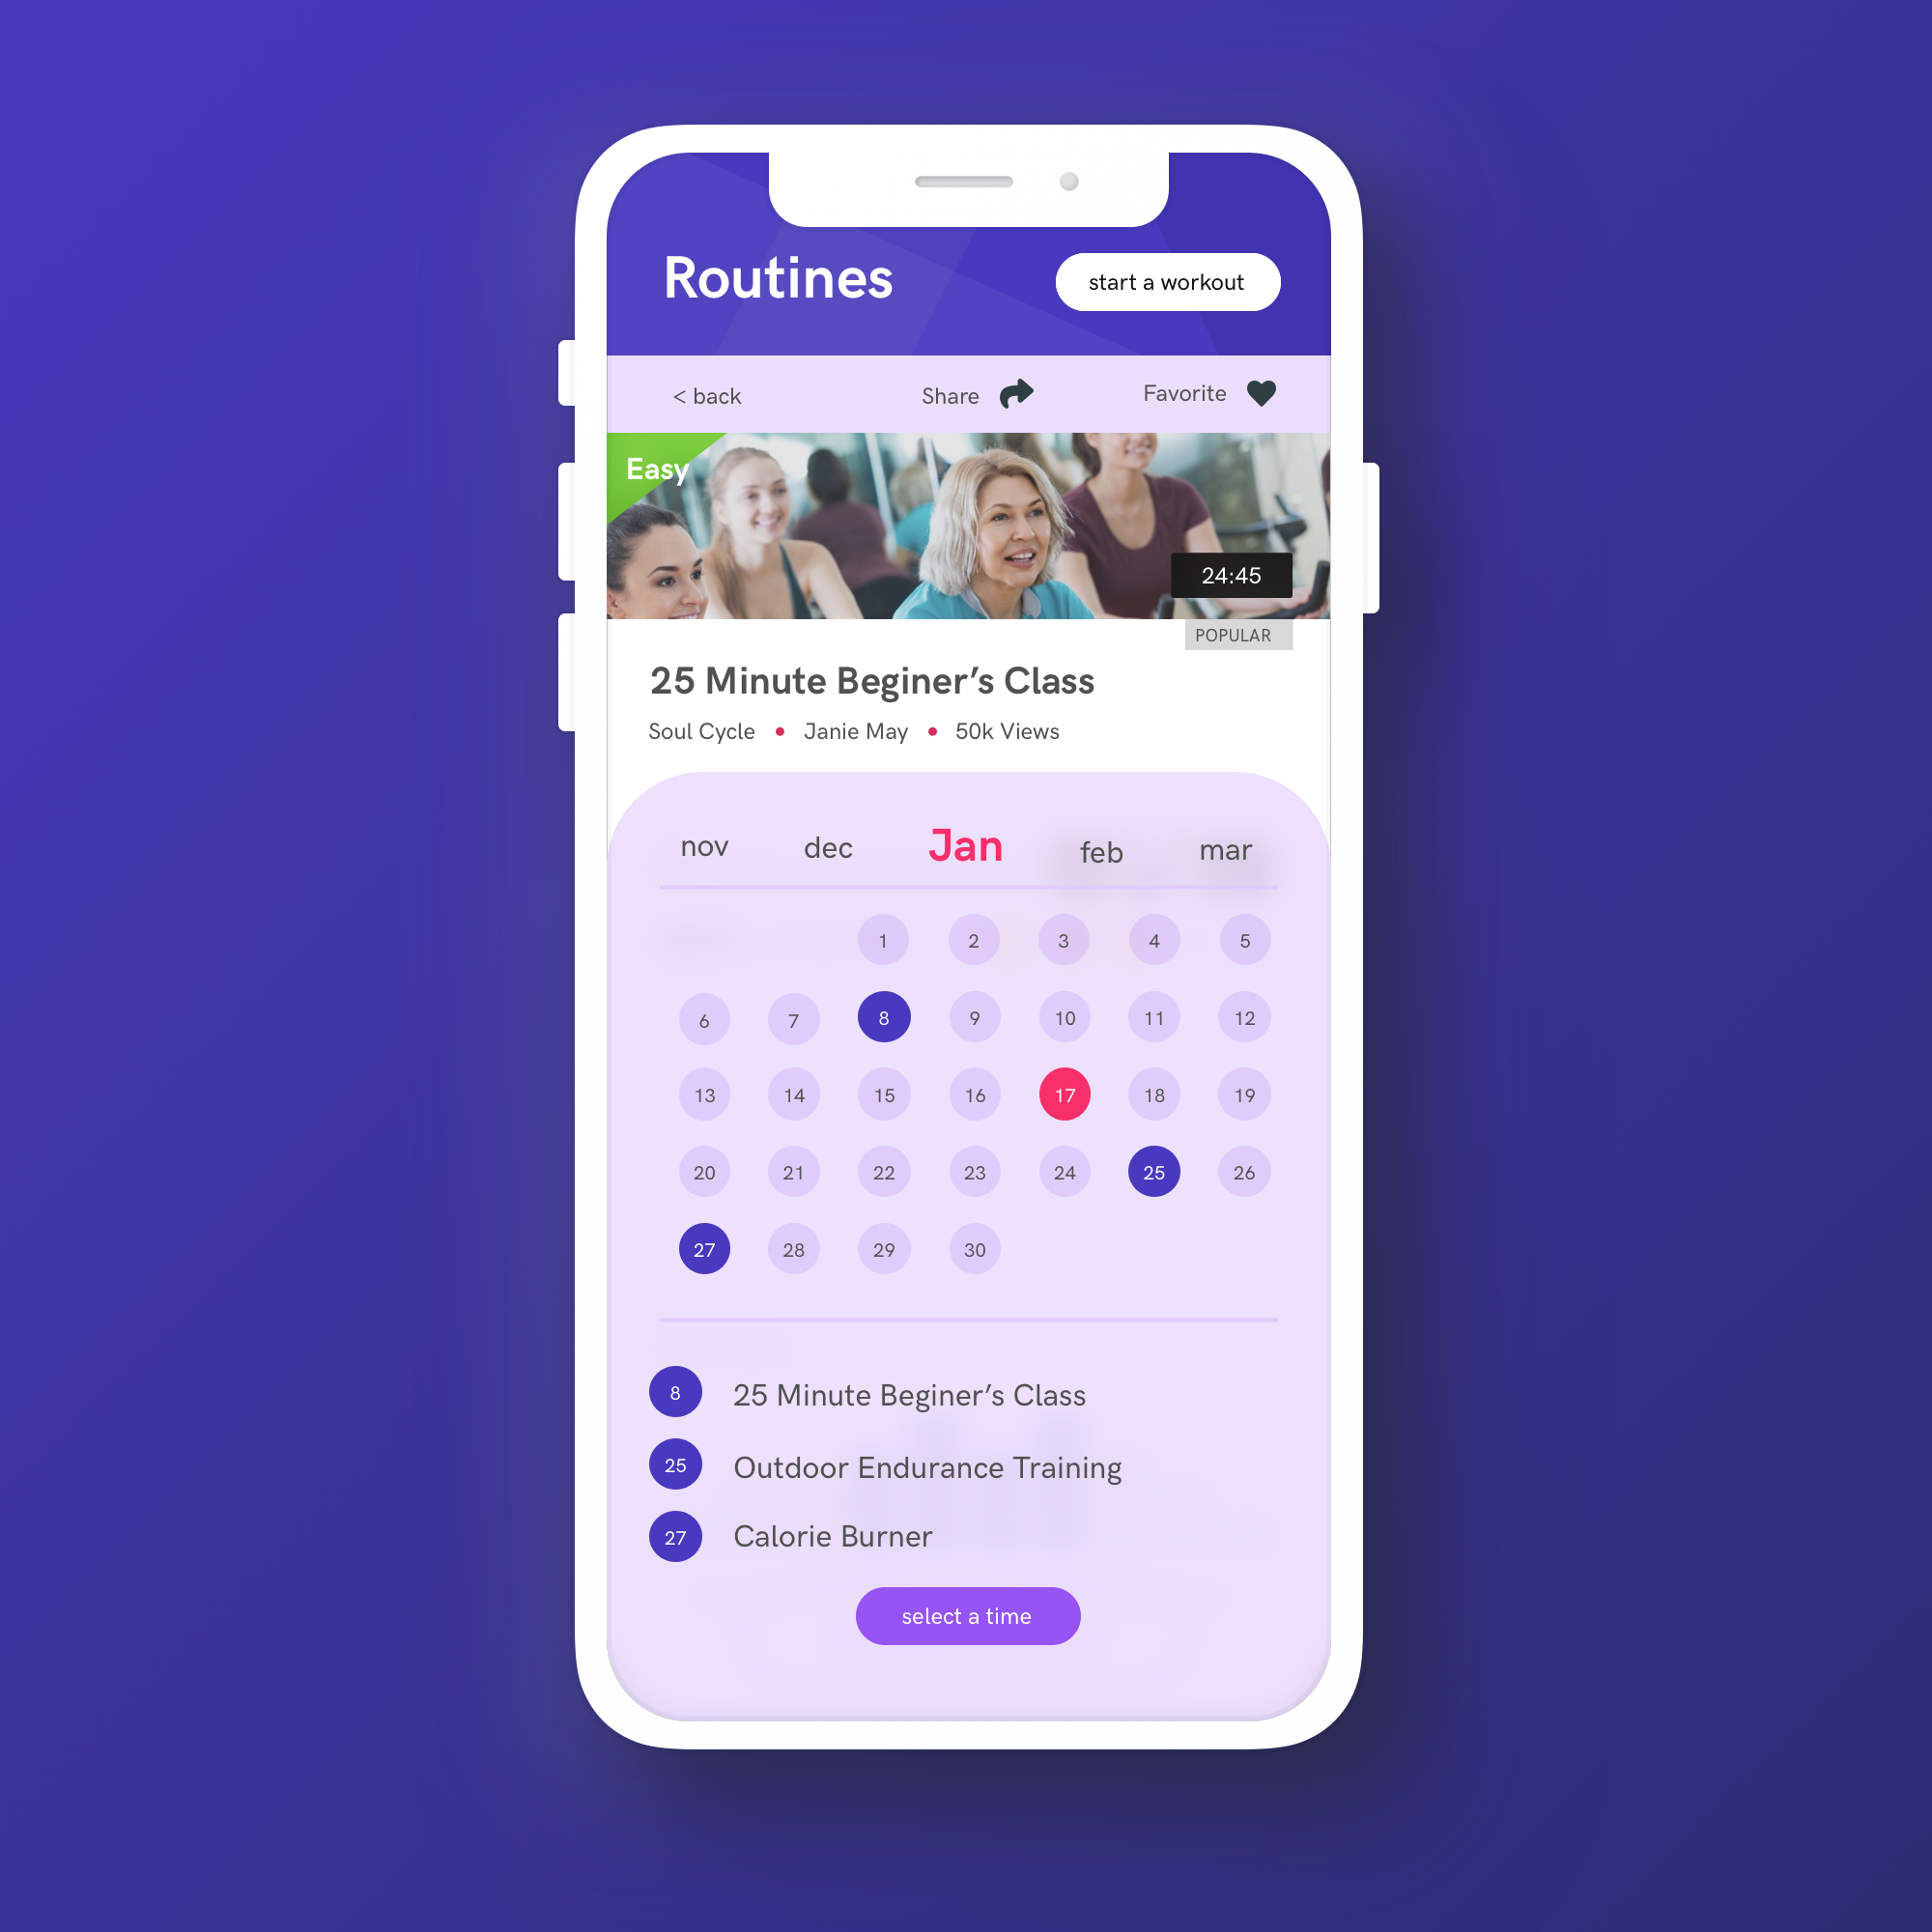 Routines
start a workout
< back
Share
Favorite
Easy
24:45
POPULAR
25 Minute Beginer’s Class
Soul Cycle • Janie May • 50k Views
nov dec Jan feb mar
1 2 3 4 5
6 7 8 9 10 11 12
13 14 15 16 17 18 19
20 21 22 23 24 25 26
27 28 29 30
8 25 Minute Beginer’s Class
25 Outdoor Endurance Training
27 Calorie Burner
select a time